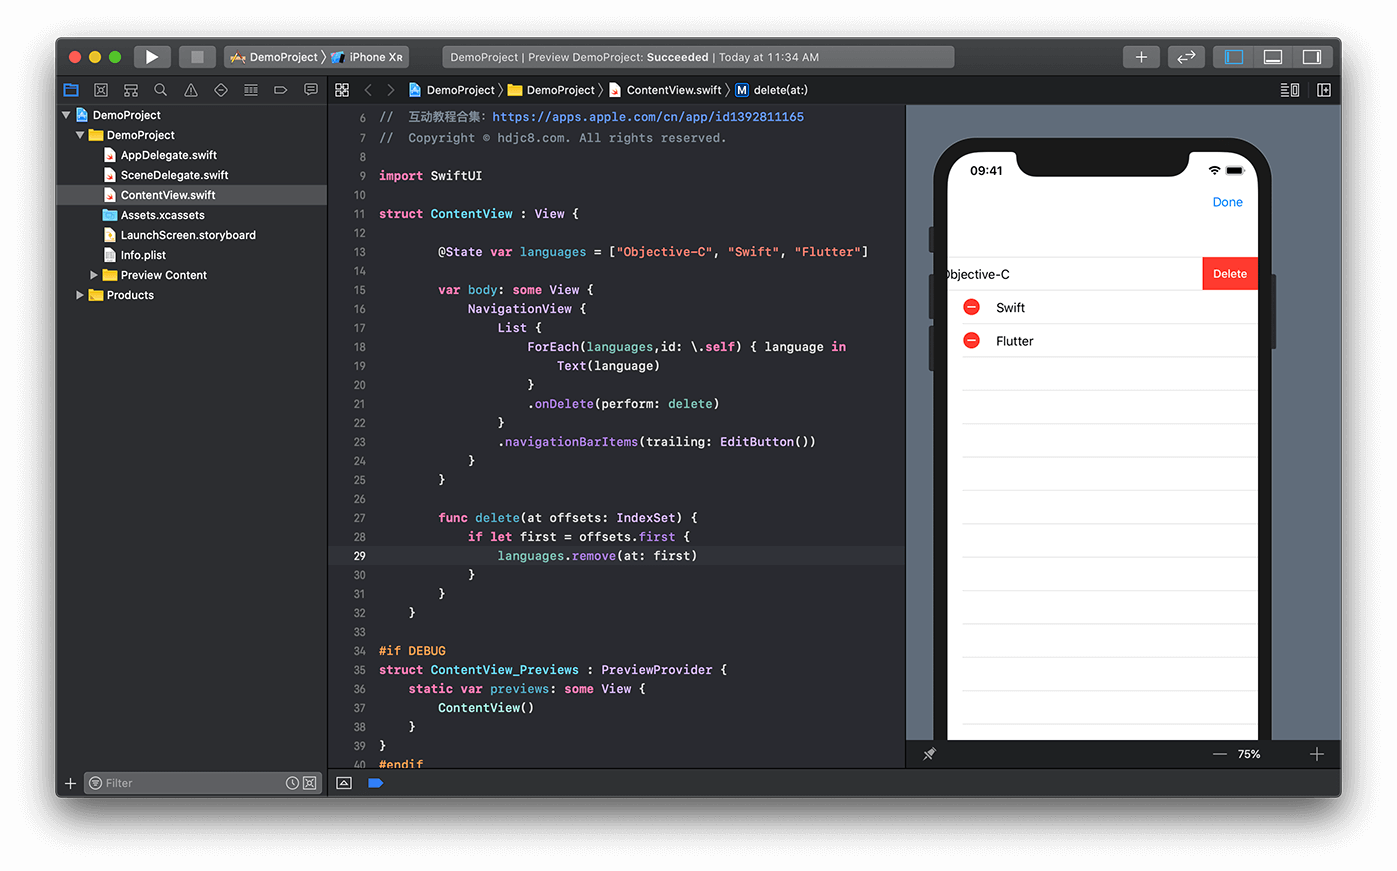 DemoProject
iPhone XR
DemoProject | Preview DemoProject: Succeeded | Today at 11:34 AM
DemoProject
DemoProject
ContentView.swift
M
delete(at:)
DemoProject
DemoProject
AppDelegate.swift
SceneDelegate.swift
ContentView.swift
Assets.xcassets
LaunchScreen.storyboard
Info.plist
Preview Content
Products
Filter
6 //  互动教程合集：https://apps.apple.com/cn/app/id1392811165
7 //  Copyright © hdjc8.com. All rights reserved.
8
9 import SwiftUI
10
11 struct ContentView : View {
12
13 @State var languages = ["Objective-C", "Swift", "Flutter"]
14
15 var body: some View {
16 NavigationView {
17 List {
18 ForEach(languages,id: \.self) { language in
19 Text(language)
20 }
21 .onDelete(perform: delete)
22 }
23 .navigationBarItems(trailing: EditButton())
24 }
25 }
26
27 func delete(at offsets: IndexSet) {
28 if let first = offsets.first {
29 languages.remove(at: first)
30 }
31 }
32 }
33
34 #if DEBUG
35 struct ContentView_Previews : PreviewProvider {
36 static var previews: some View {
37 ContentView()
38 }
39 }
40 #endif
09:41
Done
Objective-C
Delete
Swift
Flutter
75%